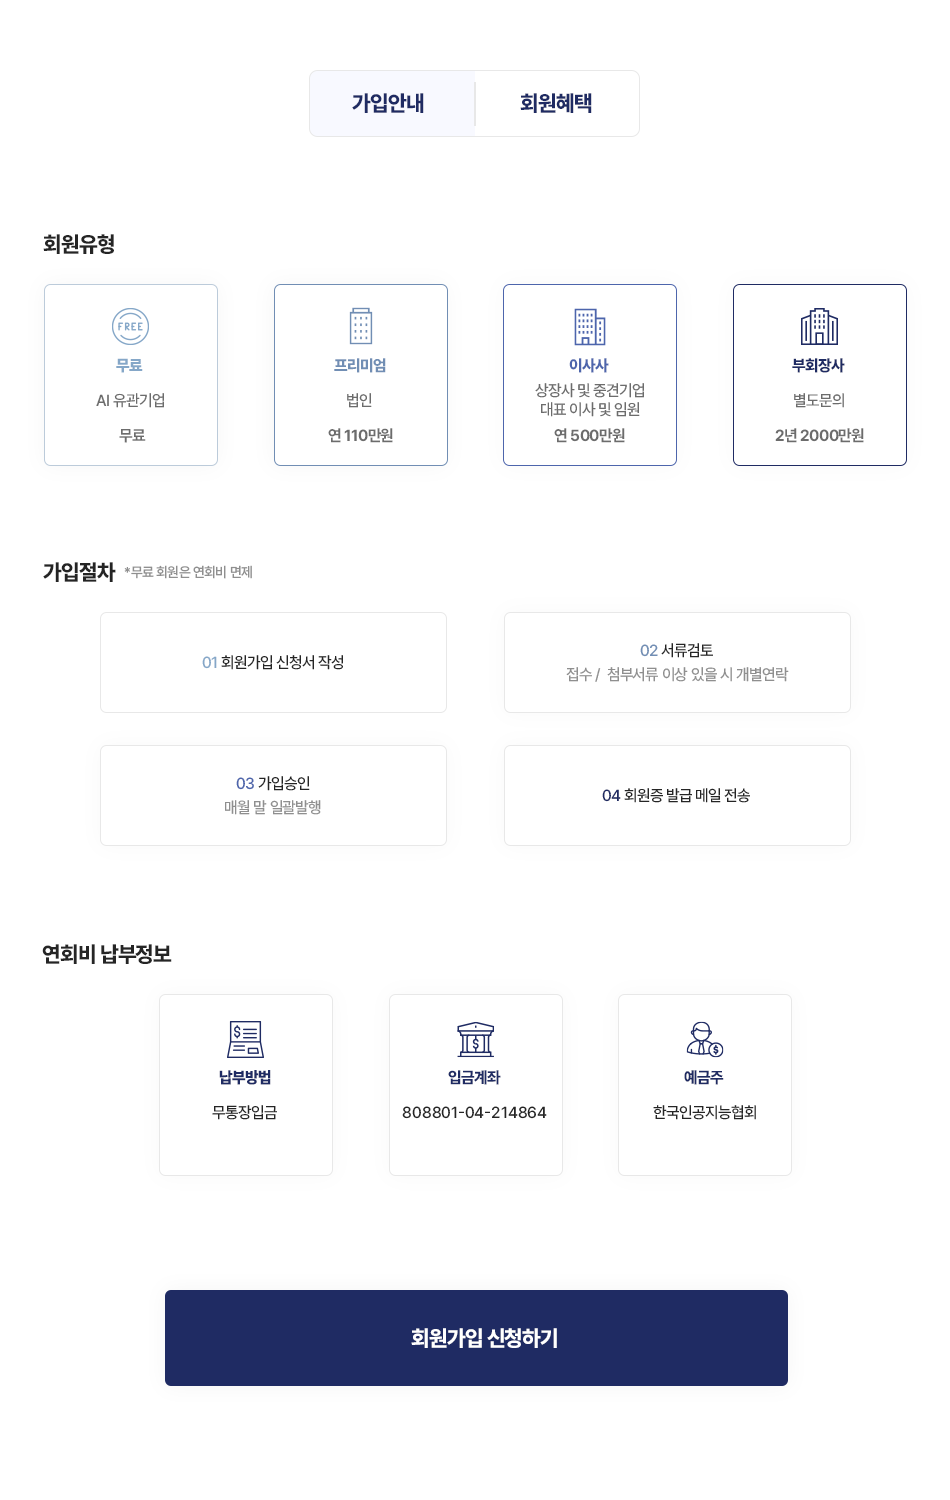 가입안내
회원혜택
회원유형
FREE
무료
AI 유관기업
무료
프리미엄
법인
연 110만원
이사사
상장사 및 중견기업
대표 이사 및 임원
연 500만원
부회장사
별도문의
2년 2000만원
가입절차 *무료 회원은 연회비 면제
01 회원가입 신청서 작성
02 서류검토
접수 / 첨부서류 이상 있을 시 개별연락
03 가입승인
매월 말 일괄발행
04 회원증 발급 메일 전송
연회비 납부정보
$
납부방법
무통장입금
$
입금계좌
808801-04-214864
$
예금주
한국인공지능협회
회원가입 신청하기